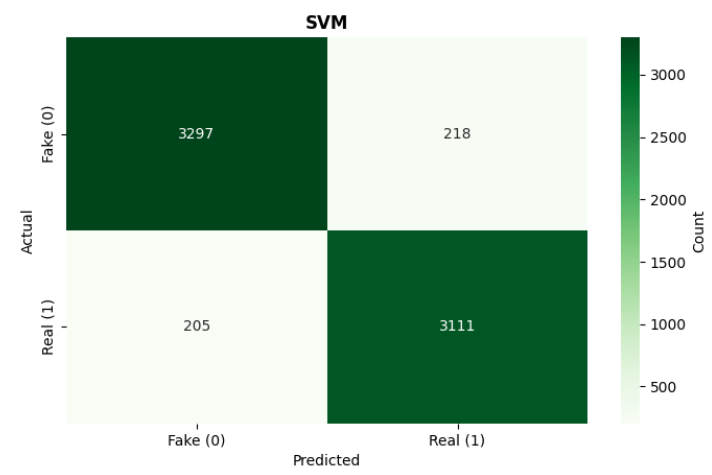 SVM
Actual
Fake (0)
3297
218
Real (1)
205
3111
Fake (0)
Real (1)
Predicted
3000
2500
2000
1500
1000
500
Count